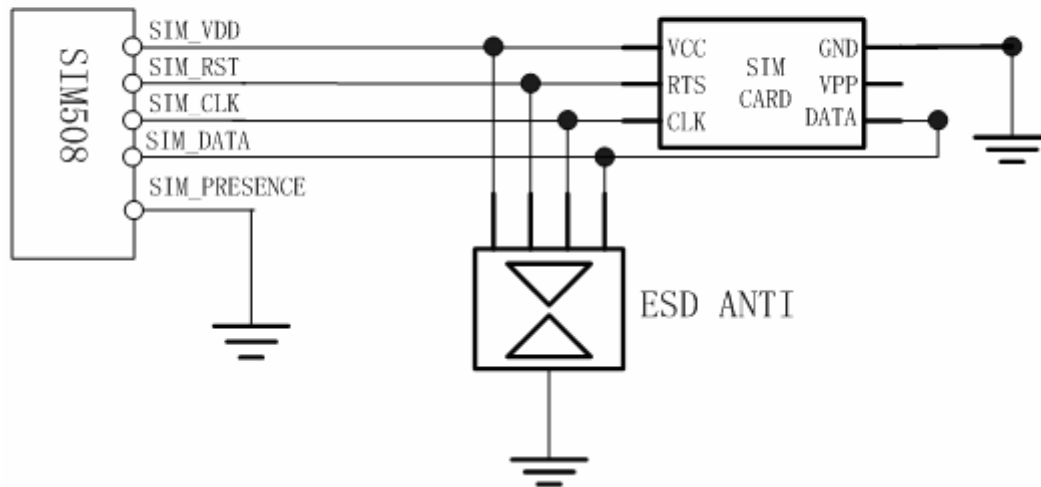 SIM508
SIM_VDD
SIM_RST
SIM_CLK
SIM_DATA
SIM_PRESENCE
VCC
RTS
CLK
SIM
CARD
GND
VPP
DATA
ESD ANTI